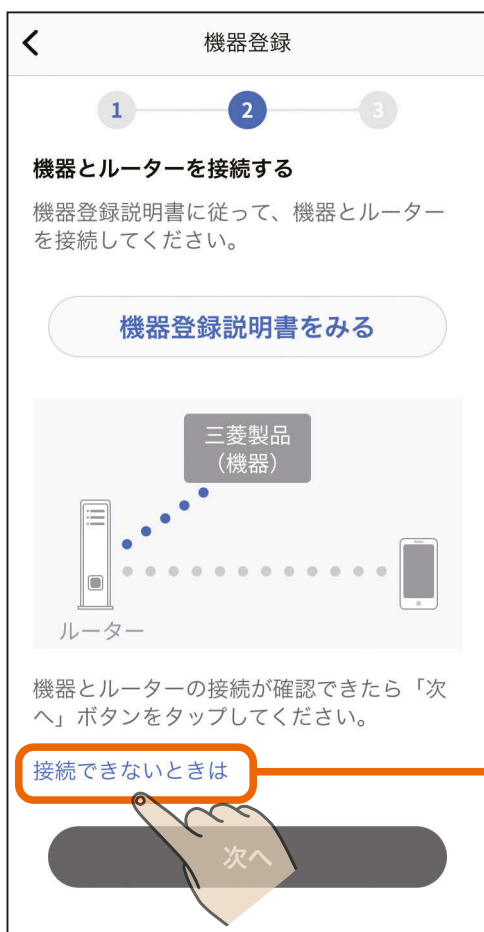 機器登録
1 2 3
機器とルーターを接続する
機器登録説明書に従って、機器とルーター
を接続してください。
機器登録説明書をみる
三菱製品
（機器）
ルーター
機器とルーターの接続が確認できたら「次
へ」ボタンをタップしてください。
接続できないときは
次へ